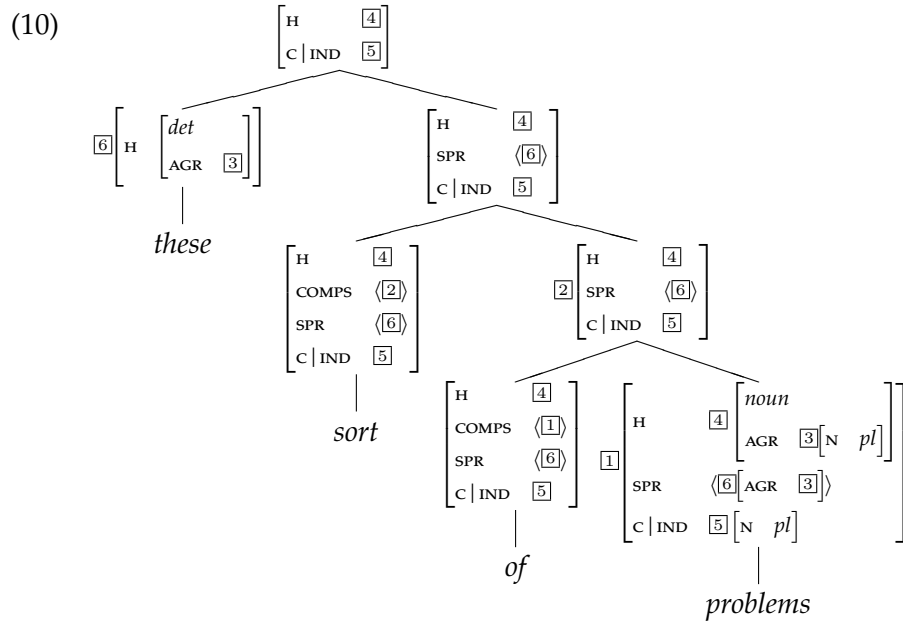 (10)
[H [4]
C | IND [5]]
[6] [H [det
AGR [3]]]
[H [4]
SPR ⟨[6]⟩
C | IND [5]]
these
[H [4]
COMPS ⟨[2]⟩
SPR ⟨[6]⟩
C | IND [5]]
[2] [H [4]
SPR ⟨[6]⟩
C | IND [5]]
sort
[H [4]
COMPS ⟨[1]⟩
SPR ⟨[6]⟩
C | IND [5]]
[1] [H [4] [noun
AGR [3] [N pl]]
SPR ⟨[6] [AGR [3]]⟩
C | IND [5] [N pl]]
of
problems